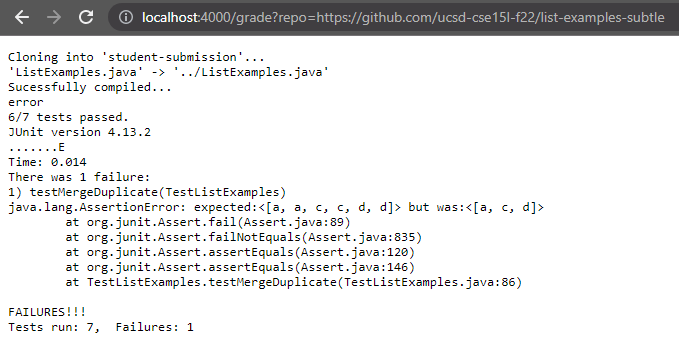 localhost:4000/grade?repo=https://github.com/ucsd-cse15l-f22/list-examples-subtle
Cloning into 'student-submission'...
'ListExamples.java' -> '../ListExamples.java'
Sucessfully compiled...
error
6/7 tests passed.
JUnit version 4.13.2
.......E
Time: 0.014
There was 1 failure:
1) testMergeDuplicate(TestListExamples)
java.lang.AssertionError: expected:<[a, a, c, c, d, d]> but was:<[a, c, d]>
        at org.junit.Assert.fail(Assert.java:89)
        at org.junit.Assert.failNotEquals(Assert.java:835)
        at org.junit.Assert.assertEquals(Assert.java:120)
        at org.junit.Assert.assertEquals(Assert.java:146)
        at TestListExamples.testMergeDuplicate(TestListExamples.java:86)
FAILURES!!!
Tests run: 7,  Failures: 1